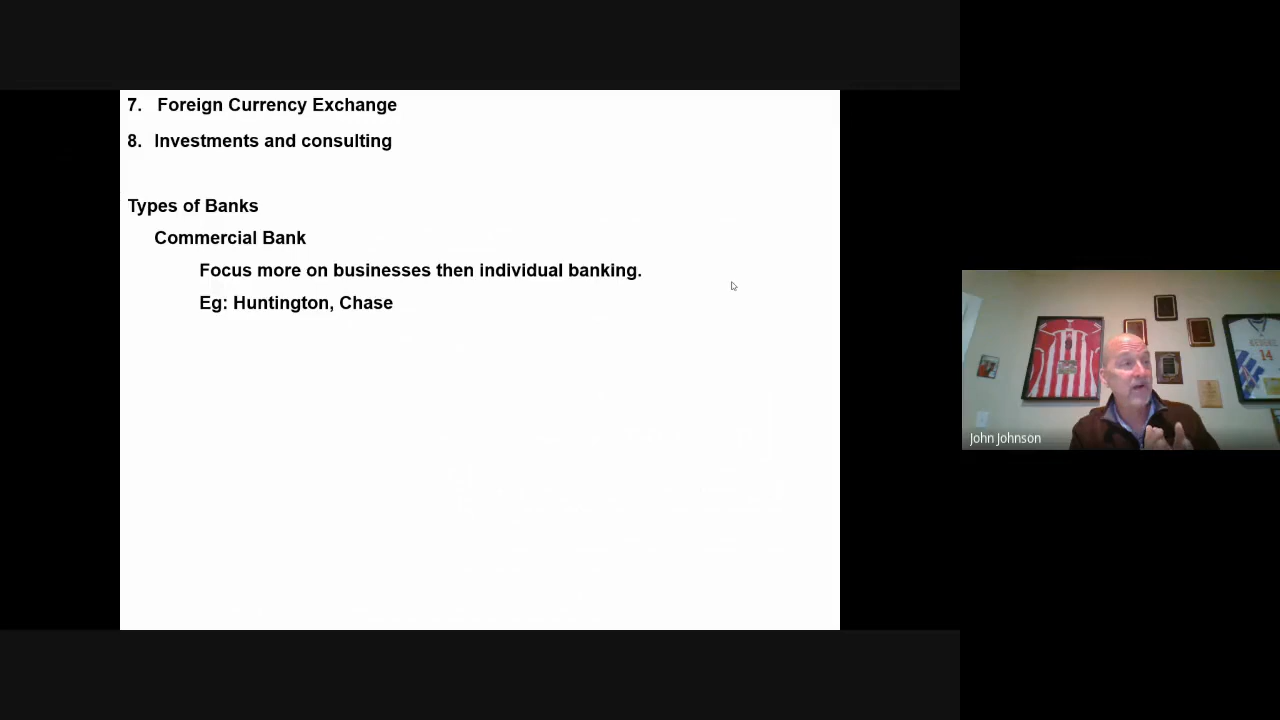 7. Foreign Currency Exchange
8. Investments and consulting
Types of Banks
Commercial Bank
Focus more on businesses then individual banking.
Eg: Huntington, Chase
John Johnson
14